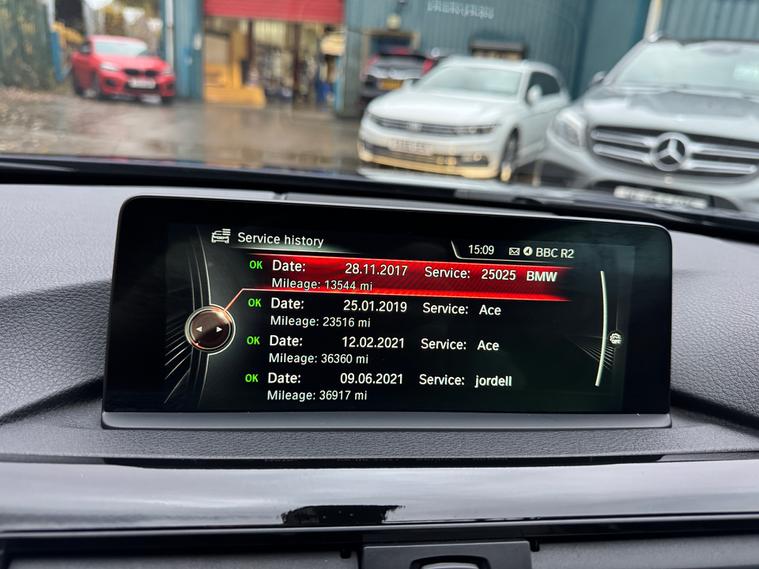 Service history
15:09 BBC R2
OK Date: 28.11.2017 Service: 25025 BMW
Mileage: 13544 mi
OK Date: 25.01.2019 Service: Ace
Mileage: 23516 mi
OK Date: 12.02.2021 Service: Ace
Mileage: 36360 mi
OK Date: 09.06.2021 Service: jordell
Mileage: 36917 mi